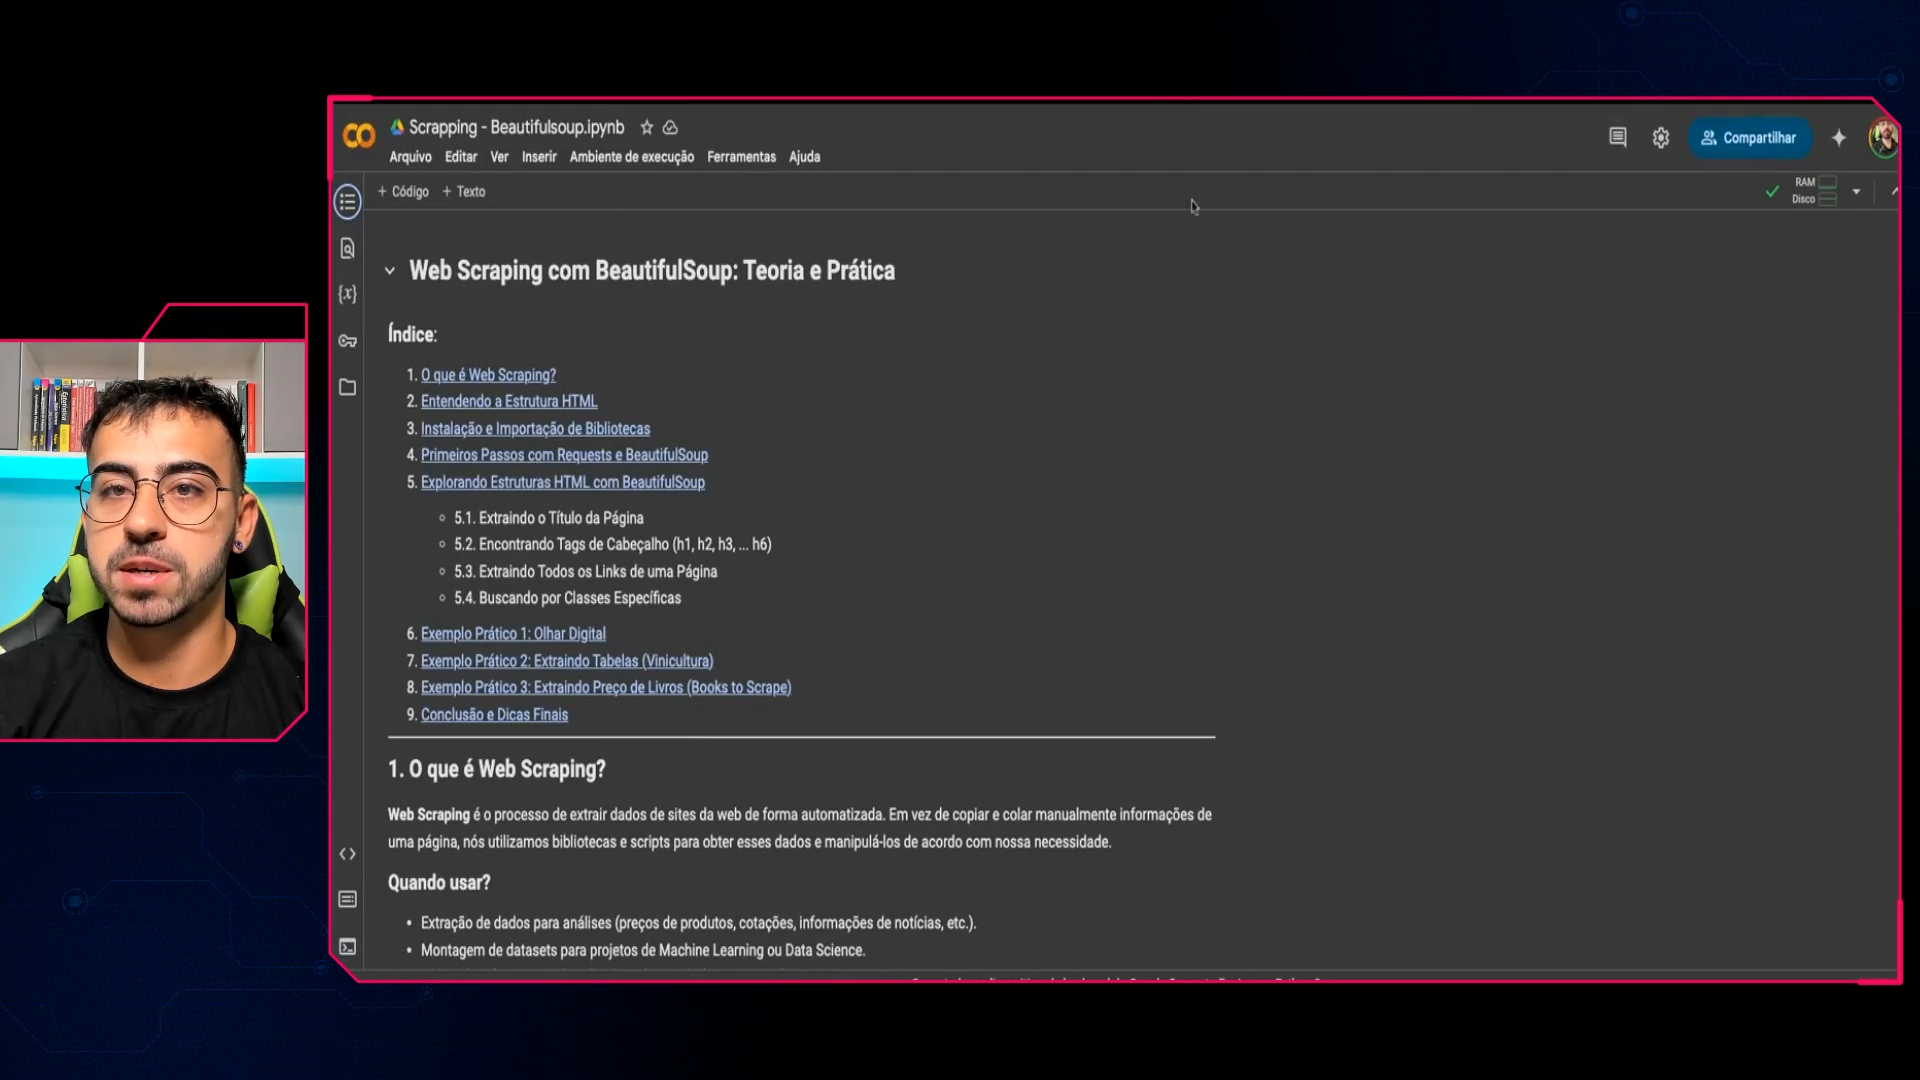 Scrapping - Beautifulsoup.ipynb
Arquivo Editar Ver Inserir Ambiente de execução Ferramentas Ajuda
Compartilhar
+ Código + Texto
RAM
Disco
Web Scraping com BeautifulSoup: Teoria e Prática
Índice:
1. O que é Web Scraping?
2. Entendendo a Estrutura HTML
3. Instalação e Importação de Bibliotecas
4. Primeiros Passos com Requests e BeautifulSoup
5. Explorando Estruturas HTML com BeautifulSoup
5.1. Extraindo o Título da Página
5.2. Encontrando Tags de Cabeçalho (h1, h2, h3, ... h6)
5.3. Extraindo Todos os Links de uma Página
5.4. Buscando por Classes Específicas
6. Exemplo Prático 1: Olhar Digital
7. Exemplo Prático 2: Extraindo Tabelas (Vinicultura)
8. Exemplo Prático 3: Extraindo Preço de Livros (Books to Scrape)
9. Conclusão e Dicas Finais
1. O que é Web Scraping?
Web Scraping é o processo de extrair dados de sites da web de forma automatizada. Em vez de copiar e colar manualmente informações de
uma página, nós utilizamos bibliotecas e scripts para obter esses dados e manipulá-los de acordo com nossa necessidade.
Quando usar?
• Extração de dados para análises (preços de produtos, cotações, informações de notícias, etc.).
• Montagem de datasets para projetos de Machine Learning ou Data Science.